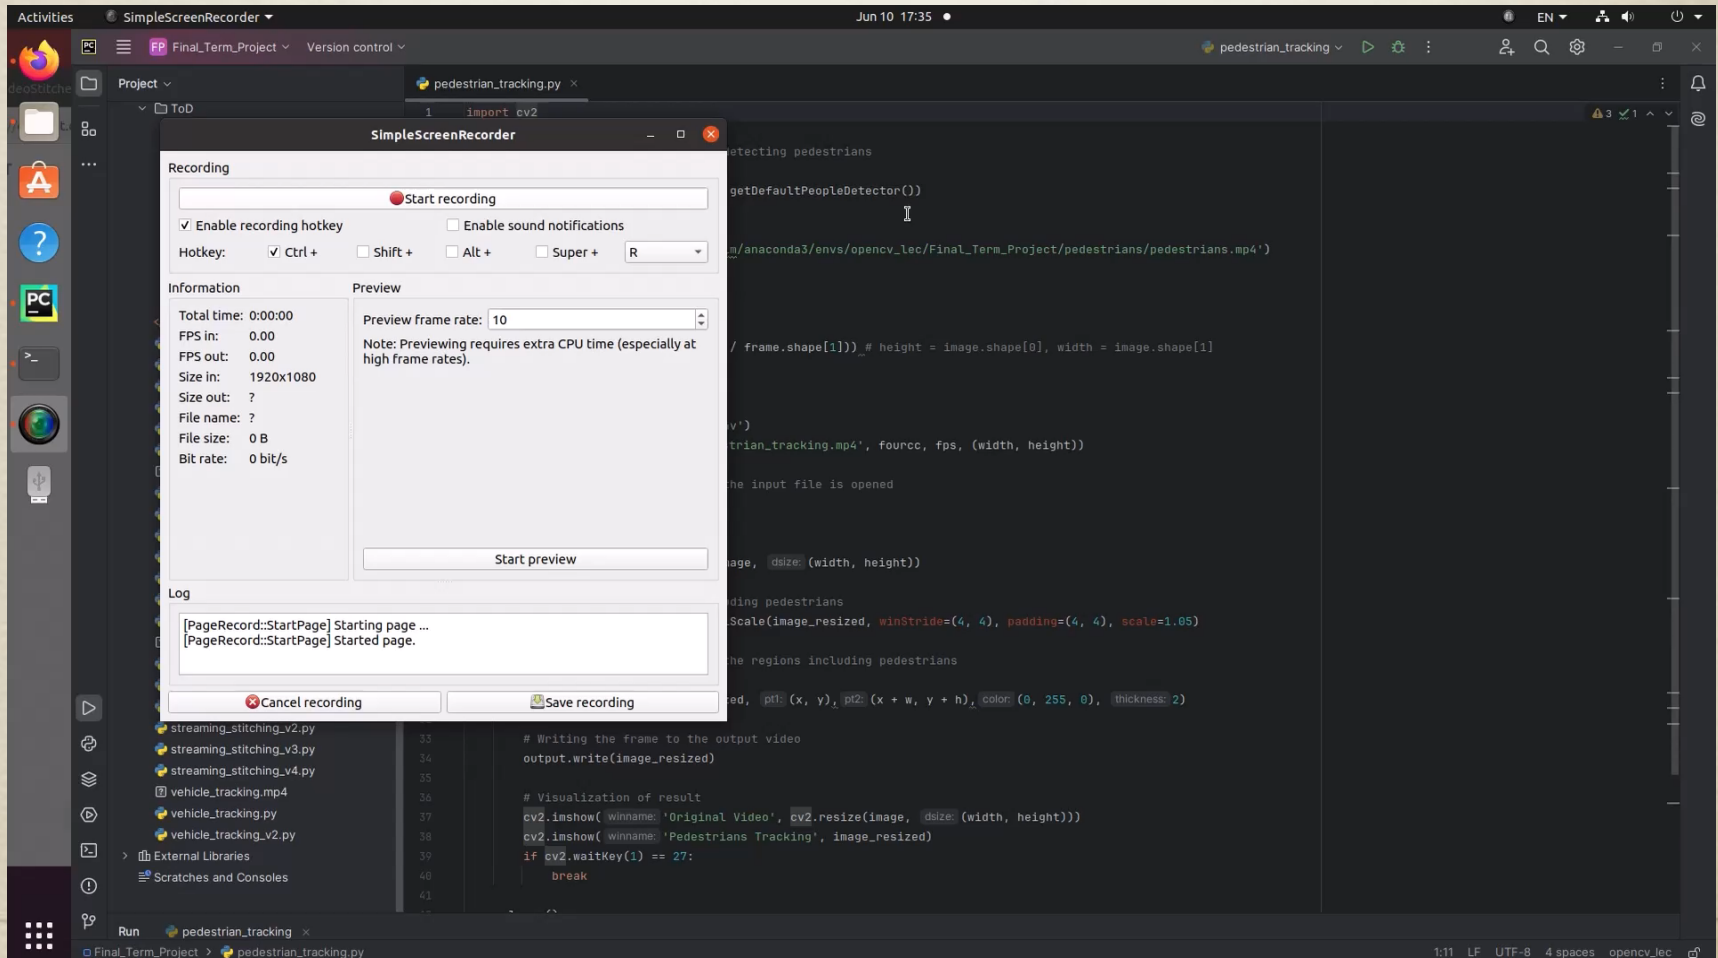 Activities
SimpleScreenRecorder
Jun 10 17:35
EN
FP Final_Term_Project
Version control
pedestrian_tracking
Project
pedestrian_tracking.py
ToD
1 import cv2
3 1
SimpleScreenRecorder
Recording
Start recording
Enable recording hotkey
Enable sound notifications
Hotkey: Ctrl + Shift + Alt + Super + R
Information
Total time: 0:00:00
FPS in: 0.00
FPS out: 0.00
Size in: 1920x1080
Size out: ?
File name: ?
File size: 0 B
Bit rate: 0 bit/s
Preview
Preview frame rate: 10
Note: Previewing requires extra CPU time (especially at
high frame rates).
Start preview
Log
[PageRecord::StartPage] Starting page ...
[PageRecord::StartPage] Started page.
Cancel recording
Save recording
etecting pedestrians
getDefaultPeopleDetector())
m/anaconda3/envs/opencv_lec/Final_Term_Project/pedestrians/pedestrians.mp4')
/ frame.shape[1])) # height = image.shape[0], width = image.shape[1]
v')
trian_tracking.mp4', fourcc, fps, (width, height))
the input file is opened
age, dsize: (width, height))
ding pedestrians
Scale(image_resized, winStride=(4, 4), padding=(4, 4), scale=1.05)
the regions including pedestrians
ed, pt1: (x, y), pt2: (x + w, y + h), color: (0, 255, 0), thickness: 2)
33 # Writing the frame to the output video
34 output.write(image_resized)
35
36 # Visualization of result
37 cv2.imshow( winname: 'Original Video', cv2.resize(image, dsize: (width, height)))
38 cv2.imshow( winname: 'Pedestrians Tracking', image_resized)
39 if cv2.waitKey(1) == 27:
40 break
41
streaming_stitching_v2.py
streaming_stitching_v3.py
streaming_stitching_v4.py
vehicle_tracking.mp4
vehicle_tracking.py
vehicle_tracking_v2.py
External Libraries
Scratches and Consoles
Run
pedestrian_tracking
Final_Term_Project
pedestrian_tracking.py
1:11 LF UTF-8 4 spaces opencv_lec